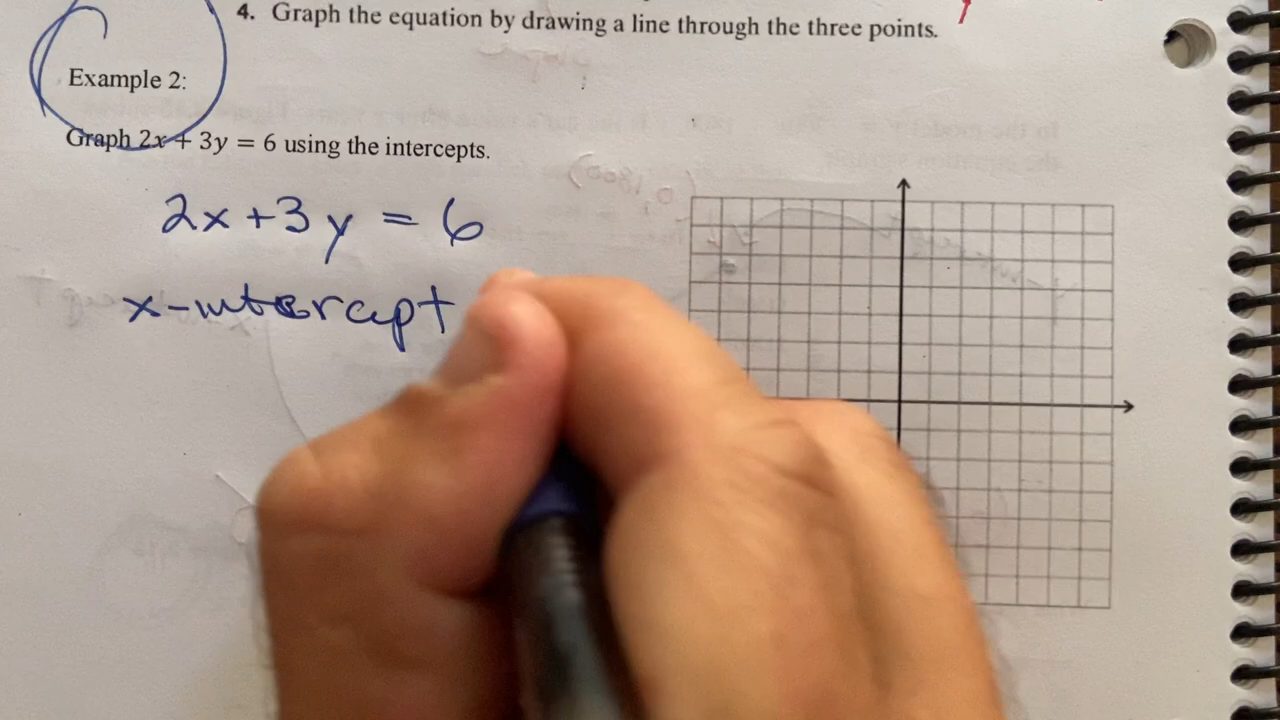 4. Graph the equation by drawing a line through the three points.
Example 2:
Graph 2x + 3y = 6 using the intercepts.
2x + 3y = 6
x-intercept